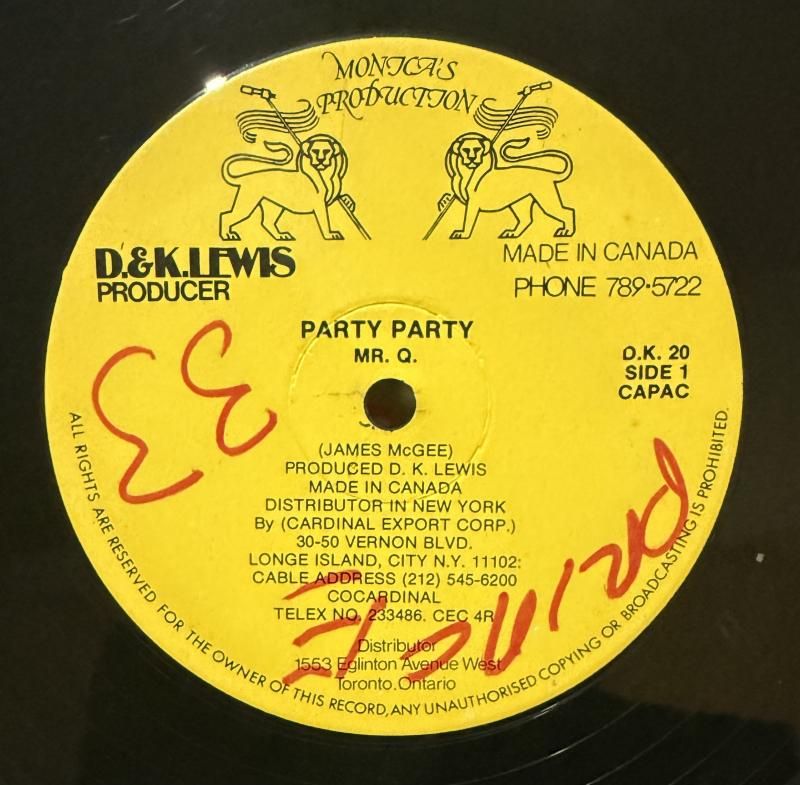 MONICA'S
PRODUCTION
D.&K.LEWIS
PRODUCER
MADE IN CANADA
PHONE 789·5722
PARTY PARTY
MR. Q.
D.K. 20
SIDE 1
CAPAC
33
(JAMES McGEE)
PRODUCED D. K. LEWIS
MADE IN CANADA
DISTRIBUTOR IN NEW YORK
By (CARDINAL EXPORT CORP.)
30-50 VERNON BLVD.
LONGE ISLAND, CITY N.Y. 11102:
CABLE ADDRESS (212) 545-6200
COCARDINAL
TELEX NO. 233486. CEC 4R
Distributor
1553 Eglinton Avenue West
Toronto.Ontario
PRINCE
ALL RIGHTS ARE RESERVED FOR THE OWNER OF THIS RECORD, ANY UNAUTHORISED COPYING OR BROADCASTING IS PROHIBITED.